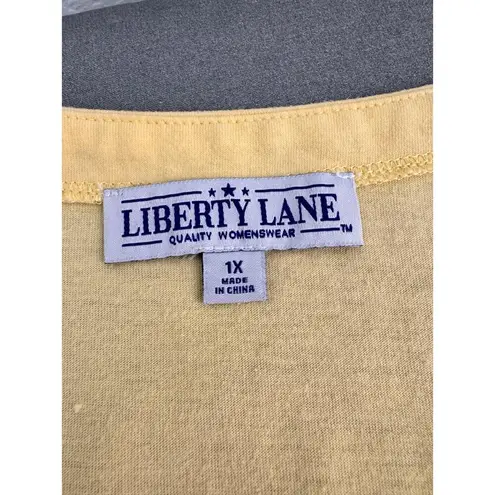 LIBERTY LANE
QUALITY WOMENSWEAR
TM
1X
MADE
IN CHINA